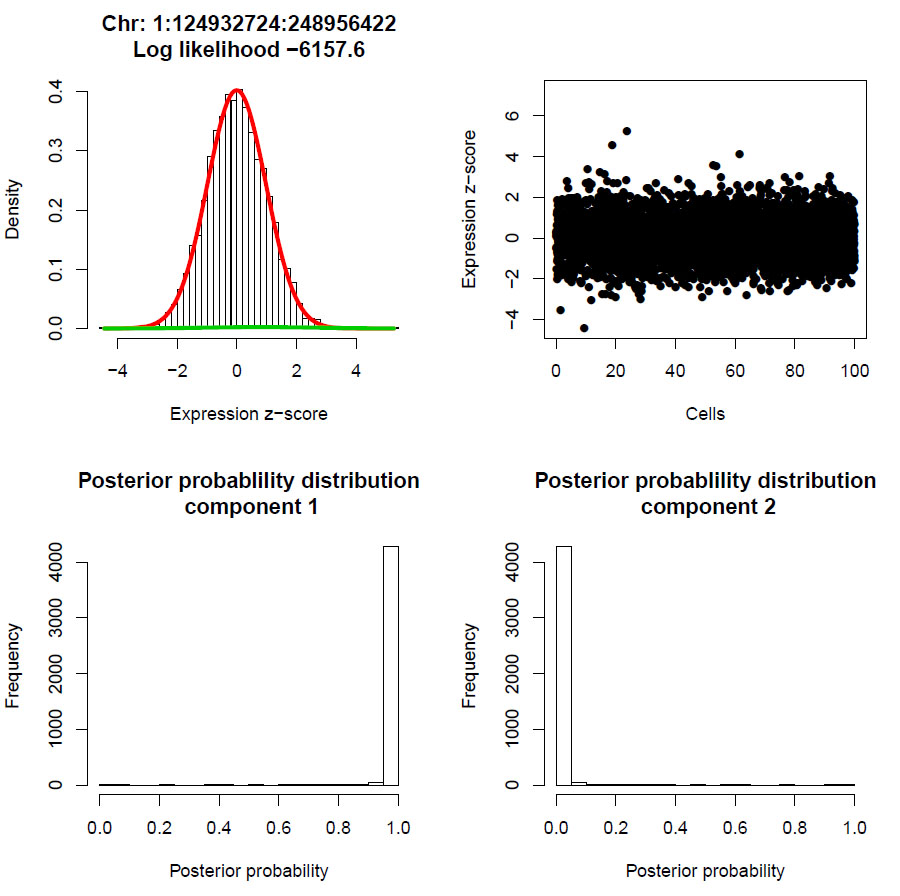 Chr: 1:124932724:248956422
Log likelihood −6157.6
Density
0.0 0.1 0.2 0.3 0.4
−4 −2 0 2 4
Expression z−score
Expression z−score
−4 −2 0 2 4 6
0 20 40 60 80 100
Cells
Posterior probablility distribution
component 1
Frequency
0 1000 2000 3000 4000
0.0 0.2 0.4 0.6 0.8 1.0
Posterior probability
Posterior probablility distribution
component 2
Frequency
0 1000 2000 3000 4000
0.0 0.2 0.4 0.6 0.8 1.0
Posterior probability